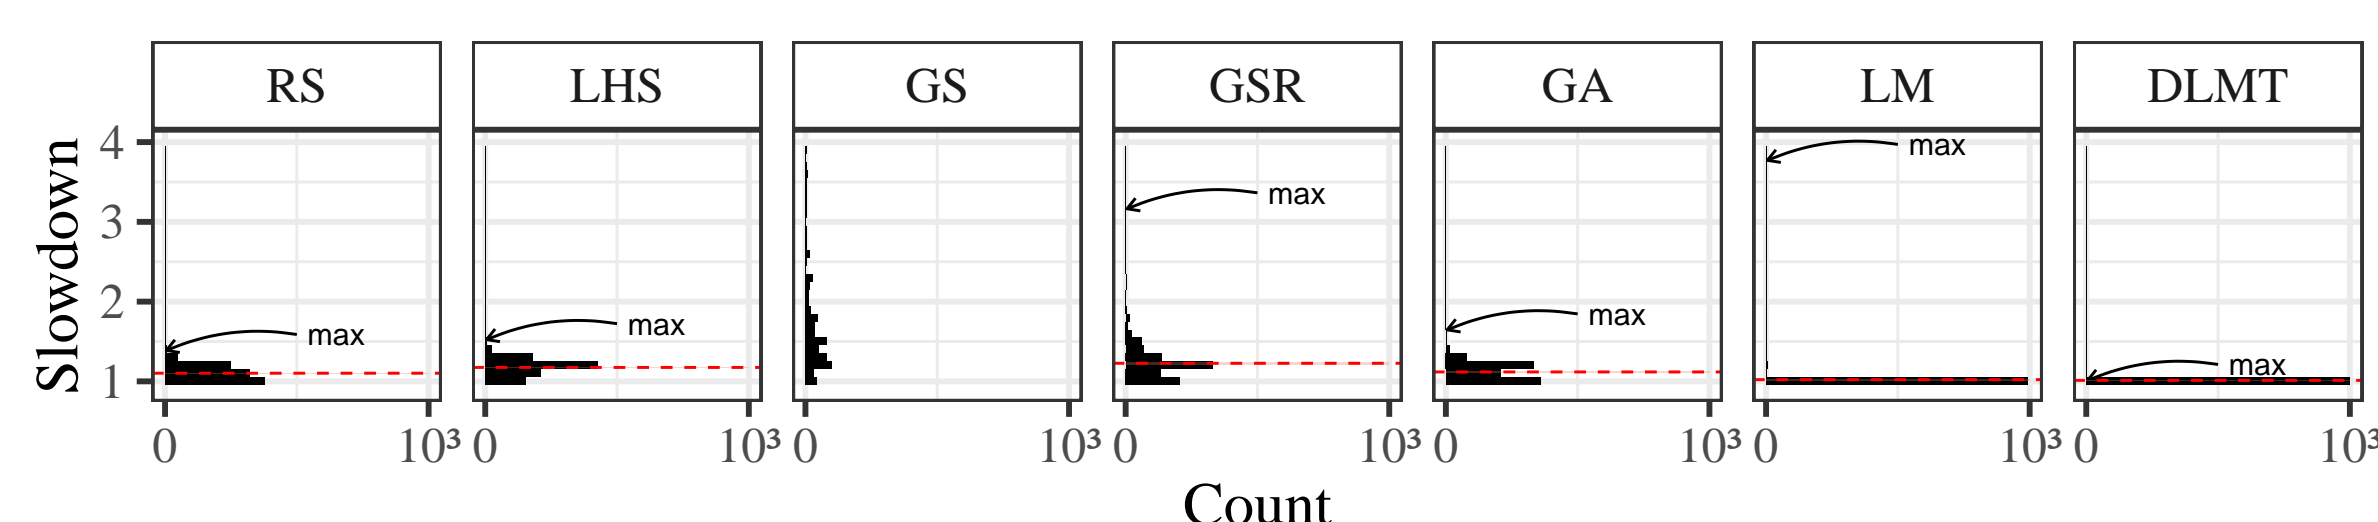 RS LHS GS GSR GA LM DLMT
Slowdown
4
3
2
1
max
max
max
max
max
max
0 10³ 0 10³ 0 10³ 0 10³ 0 10³ 0 10³ 0 10³
Count